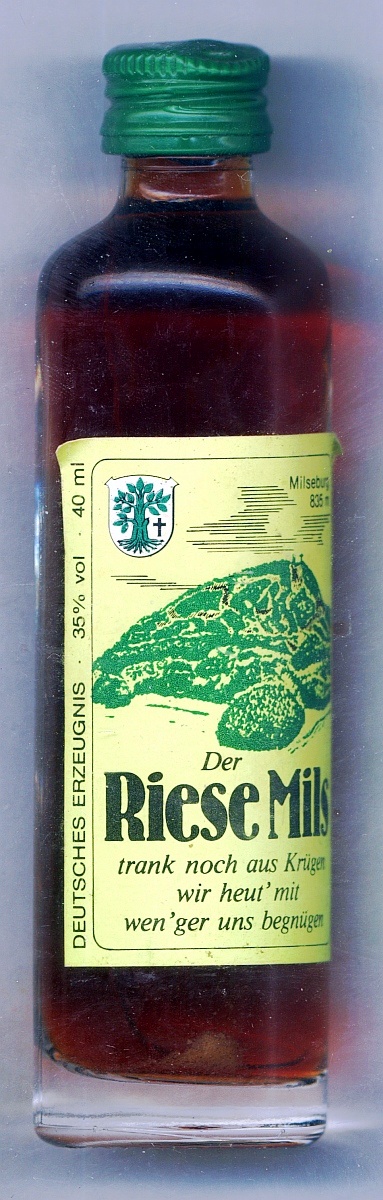 Milseburg
835 m
Der
Riese Mils
trank noch aus Krügen
wir heut' mit
wen'ger uns begnügen
DEUTSCHES ERZEUGNIS · 35% vol · 40 ml